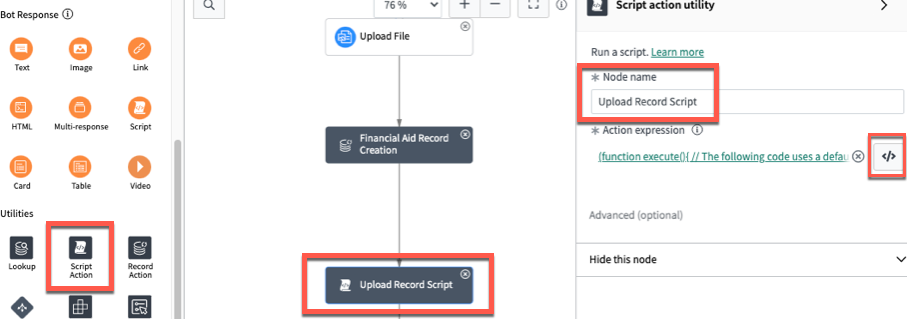 Bot Response
Text
Image
Link
HTML
Multi-response
Script
Card
Table
Video
Utilities
Lookup
Script
Action
Record
Action
76 %
Upload File
Financial Aid Record
Creation
Upload Record Script
Script action utility
Run a script. Learn more
* Node name
Upload Record Script
* Action expression
(function execute(){ // The following code uses a defau
</>
Advanced (optional)
Hide this node